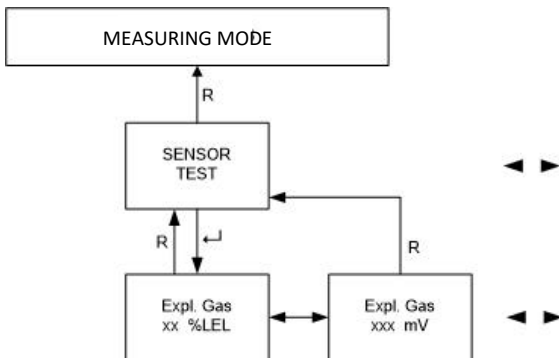 MEASURING MODE
R
SENSOR
TEST
R
R
Expl. Gas
xx %LEL
Expl. Gas
xxx mV